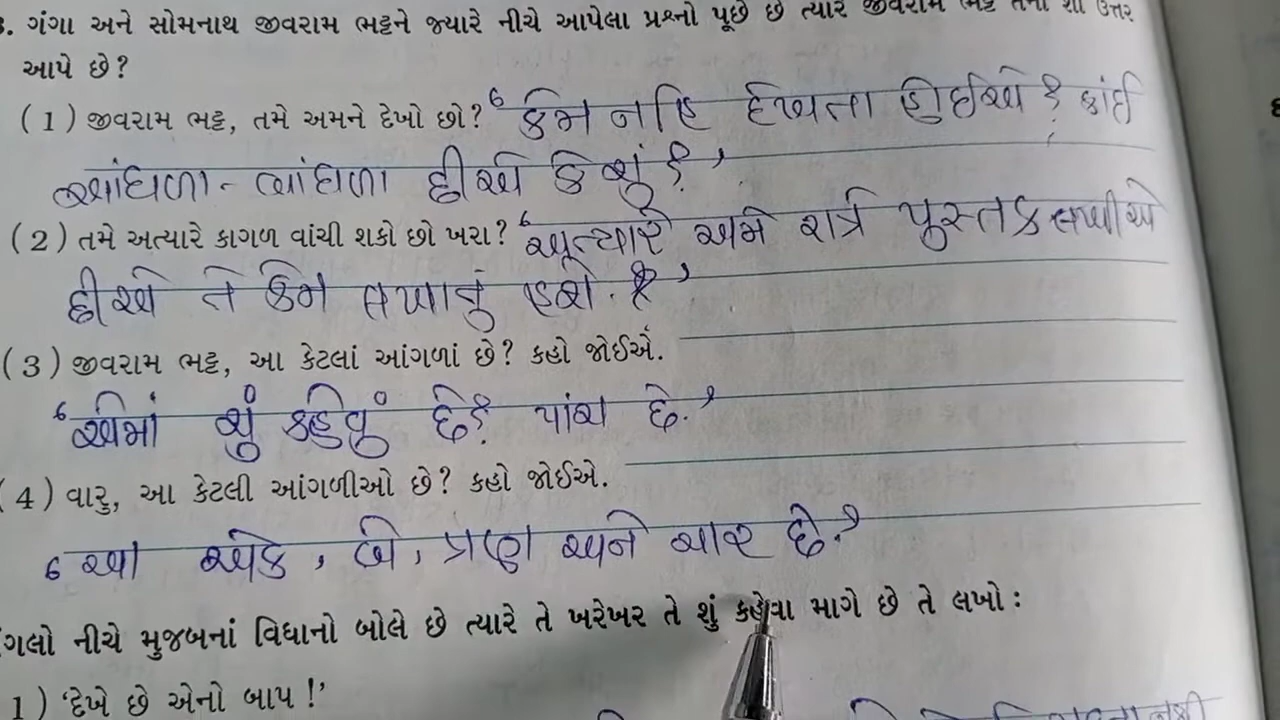 3. ગંગા અને સોમનાથ જીવરામ ભટ્ટને જ્યારે નીચે આપેલા પ્રશ્નો પૂછે છે ત્યારે જીવરામ ભટ્ટ તેનો શો ઉત્તર
આપે છે?
(1) જીવરામ ભટ્ટ, તમે અમને દેખો છો? ‘કેમ નહિ દેખતા હોઈએ? કાંઈ
આંધળા-બાંધળા છીએ કે શું?’
(2) તમે અત્યારે કાગળ વાંચી શકો છો ખરા? ‘અત્યારે અમે રાત્રે પુસ્તક લખીએ
છીએ તે કેમ લખાતું હશે.?’
(3) જીવરામ ભટ્ટ, આ કેટલાં આંગળાં છે? કહો જોઈએ.
‘એમાં શું કહેવું છે? પાંચ છે.’
(4) વારુ, આ કેટલી આંગળીઓ છે? કહો જોઈએ.
‘આ એક, બે, ત્રણ અને ચાર છે.’
નીચે મુજબનાં વિધાનો બોલે છે ત્યારે તે ખરેખર તે શું કહેવા માગે છે તે લખો :
1) ‘દેખે છે એનો બાપ !’